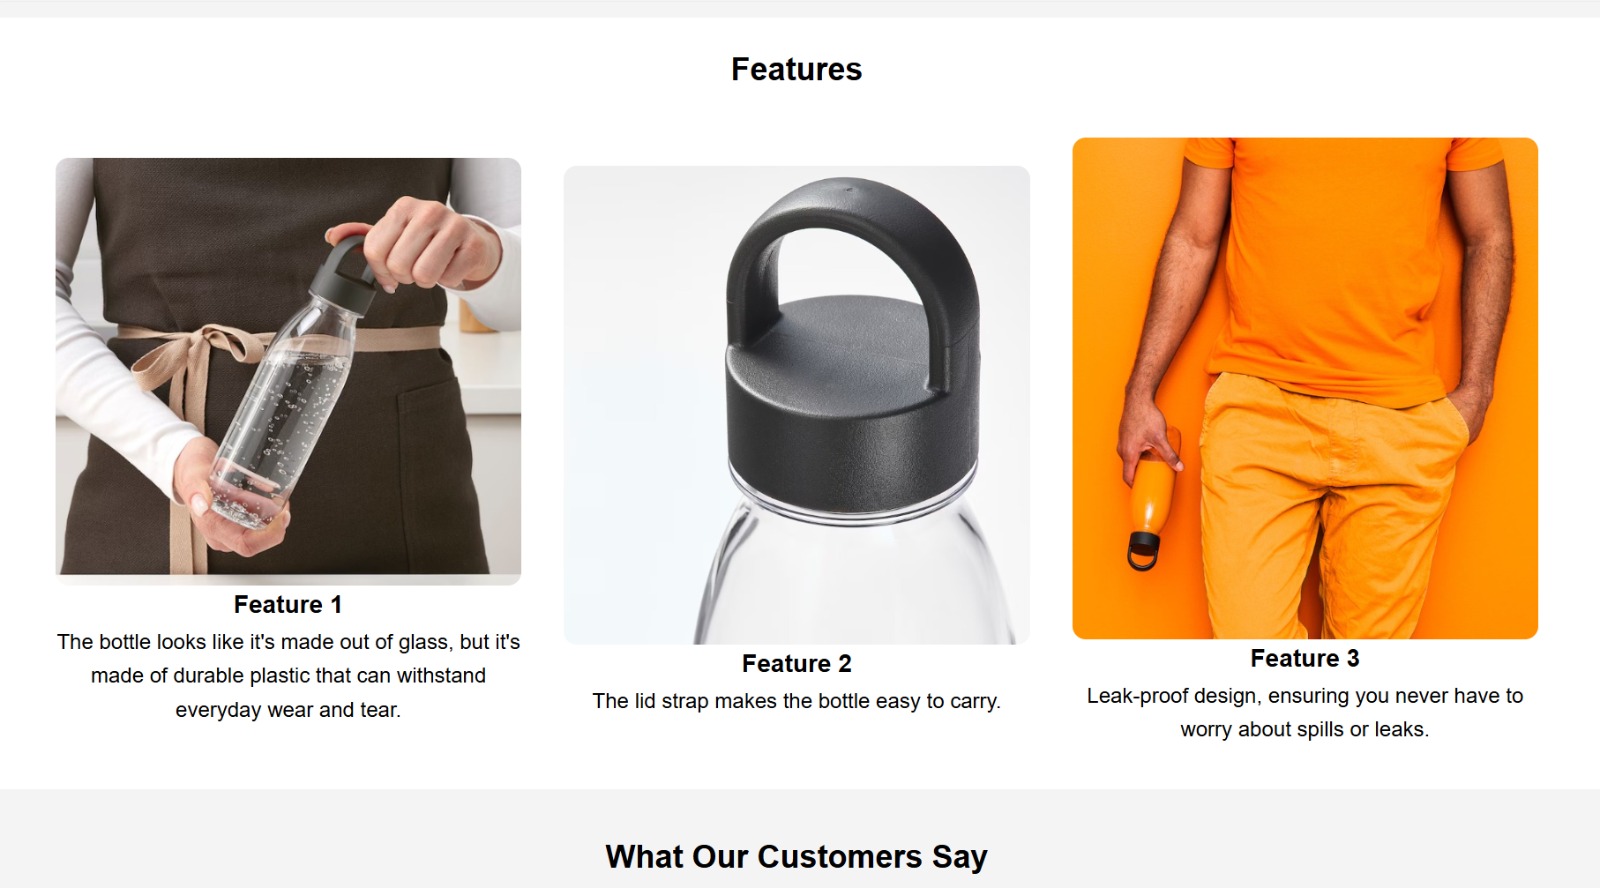 Features
Feature 1
The bottle looks like it's made out of glass, but it's
made of durable plastic that can withstand
everyday wear and tear.
Feature 2
The lid strap makes the bottle easy to carry.
Feature 3
Leak-proof design, ensuring you never have to
worry about spills or leaks.
What Our Customers Say